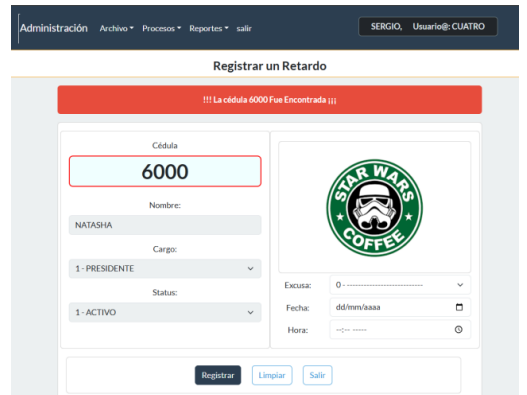 Administración Archivo Procesos Reportes salir SERGIO, Usuario@: CUATRO
Registrar un Retardo
!!! La cédula 6000 Fue Encontrada ¡¡¡
Cédula
6000
Nombre:
NATASHA
Cargo:
1 - PRESIDENTE
Status:
1 - ACTIVO
STAR WARS
COFFEE
Excusa: 0 - ---------------------------
Fecha: dd/mm/aaaa
Hora: --:-- -----
Registrar Limpiar Salir